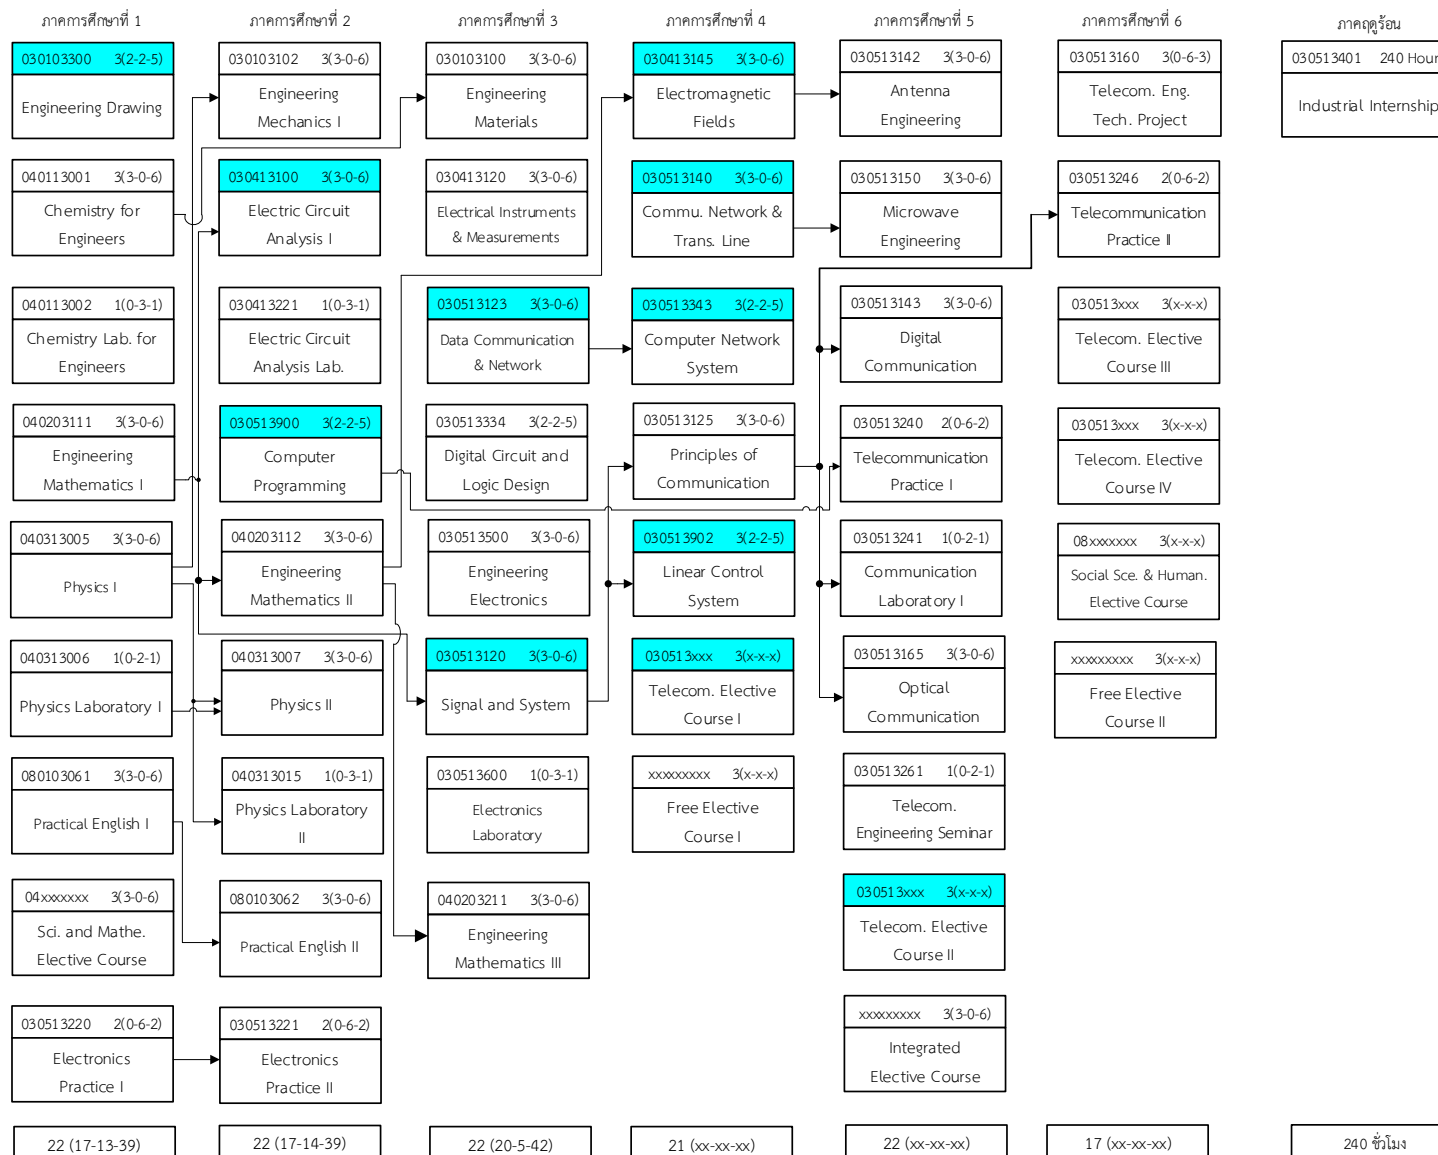 ภาคการศึกษาที่ 1
030103300 3(2-2-5)
Engineering Drawing
040113001 3(3-0-6)
Chemistry for
Engineers
040113002 1(0-3-1)
Chemistry Lab. for
Engineers
040203111 3(3-0-6)
Engineering
Mathematics I
040313005 3(3-0-6)
Physics I
040313006 1(0-2-1)
Physics Laboratory I
080103061 3(3-0-6)
Practical English I
04xxxxxxx 3(3-0-6)
Sci. and Mathe.
Elective Course
030513220 2(0-6-2)
Electronics
Practice I
22 (17-13-39)
ภาคการศึกษาที่ 2
030103102 3(3-0-6)
Engineering
Mechanics I
030413100 3(3-0-6)
Electric Circuit
Analysis I
030413221 1(0-3-1)
Electric Circuit
Analysis Lab.
030513900 3(2-2-5)
Computer
Programming
040203112 3(3-0-6)
Engineering
Mathematics II
040313007 3(3-0-6)
Physics II
040313015 1(0-3-1)
Physics Laboratory
II
080103062 3(3-0-6)
Practical English II
030513221 2(0-6-2)
Electronics
Practice II
22 (17-14-39)
ภาคการศึกษาที่ 3
030103100 3(3-0-6)
Engineering
Materials
030413120 3(3-0-6)
Electrical Instruments
& Measurements
030513123 3(3-0-6)
Data Communication
& Network
030513334 3(2-2-5)
Digital Circuit and
Logic Design
030513500 3(3-0-6)
Engineering
Electronics
030513120 3(3-0-6)
Signal and System
030513600 1(0-3-1)
Electronics
Laboratory
040203211 3(3-0-6)
Engineering
Mathematics III
22 (20-5-42)
ภาคการศึกษาที่ 4
030413145 3(3-0-6)
Electromagnetic
Fields
030513140 3(3-0-6)
Commu. Network &
Trans. Line
030513343 3(2-2-5)
Computer Network
System
030513125 3(3-0-6)
Principles of
Communication
030513902 3(2-2-5)
Linear Control
System
030513xxx 3(x-x-x)
Telecom. Elective
Course I
xxxxxxxxx 3(x-x-x)
Free Elective
Course I
21 (xx-xx-xx)
ภาคการศึกษาที่ 5
030513142 3(3-0-6)
Antenna
Engineering
030513150 3(3-0-6)
Microwave
Engineering
030513143 3(3-0-6)
Digital
Communication
030513240 2(0-6-2)
Telecommunication
Practice I
030513241 1(0-2-1)
Communication
Laboratory I
030513165 3(3-0-6)
Optical
Communication
030513261 1(0-2-1)
Telecom.
Engineering Seminar
030513xxx 3(x-x-x)
Telecom. Elective
Course II
xxxxxxxxx 3(3-0-6)
Integrated
Elective Course
22 (xx-xx-xx)
ภาคการศึกษาที่ 6
030513160 3(0-6-3)
Telecom. Eng.
Tech. Project
030513246 2(0-6-2)
Telecommunication
Practice II
030513xxx 3(x-x-x)
Telecom. Elective
Course III
030513xxx 3(x-x-x)
Telecom. Elective
Course IV
08xxxxxxx 3(x-x-x)
Social Sce. & Human.
Elective Course
xxxxxxxxx 3(x-x-x)
Free Elective
Course II
17 (xx-xx-xx)
ภาคฤดูร้อน
030513401 240 Hour
Industrial Internship
240 ชั่วโมง